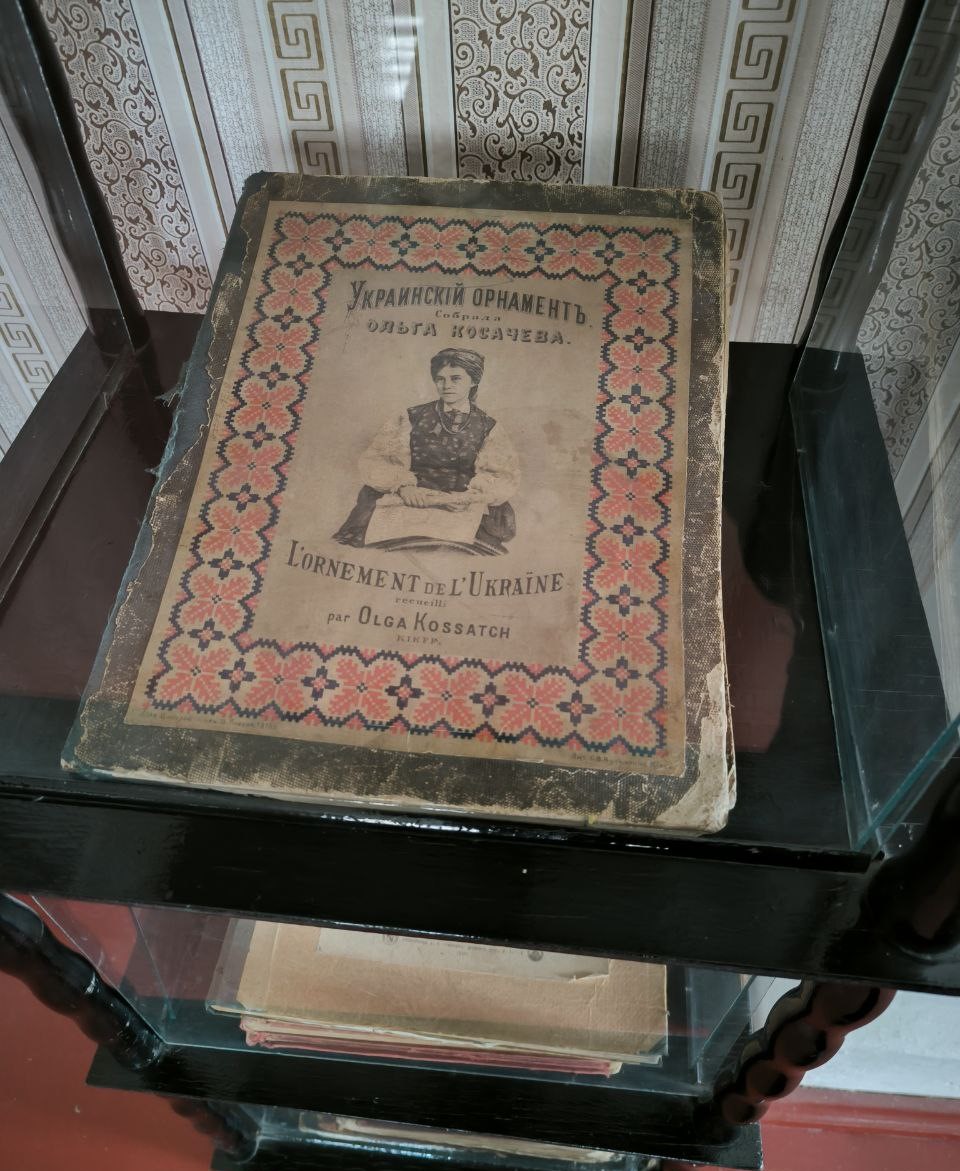 УКРАИНСКІЙ ОРНАМЕНТЪ.
Собрала
ОЛЬГА КОСАЧЕВА.
L'ORNEMENT DE L'UKRAÏNE
recueilli
par OLGA KOSSATCH
KIEFF.